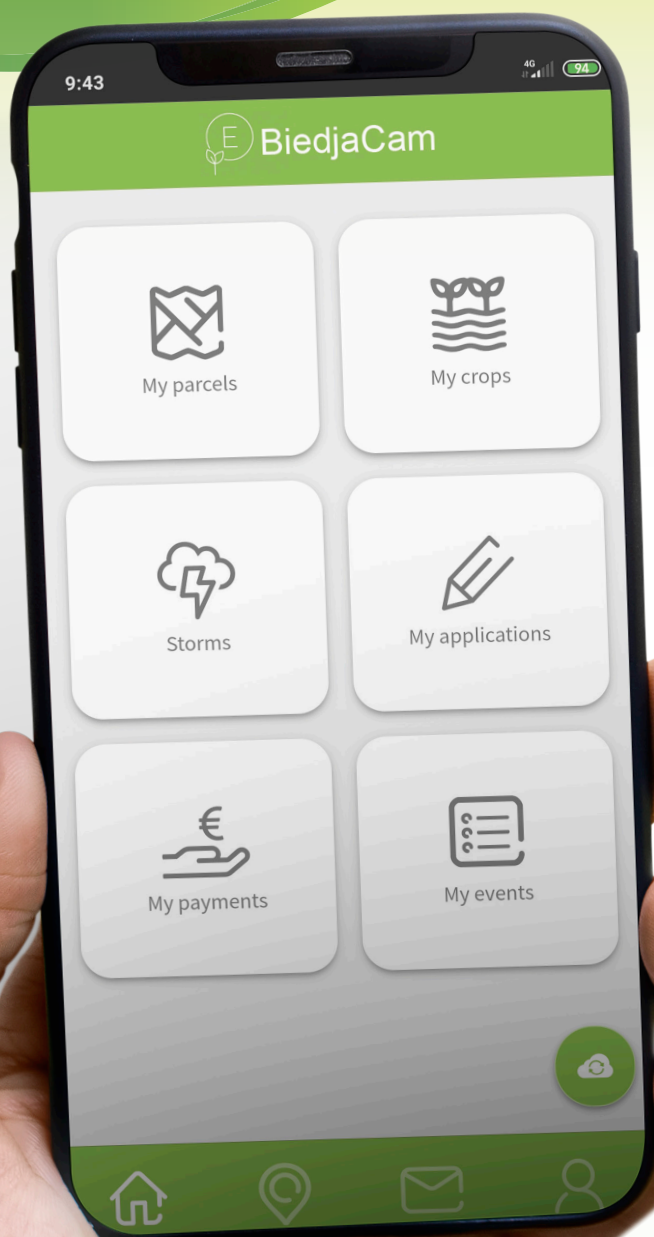 9:43
4G
94
E BiedjaCam
My parcels
My crops
Storms
My applications
€
My payments
My events